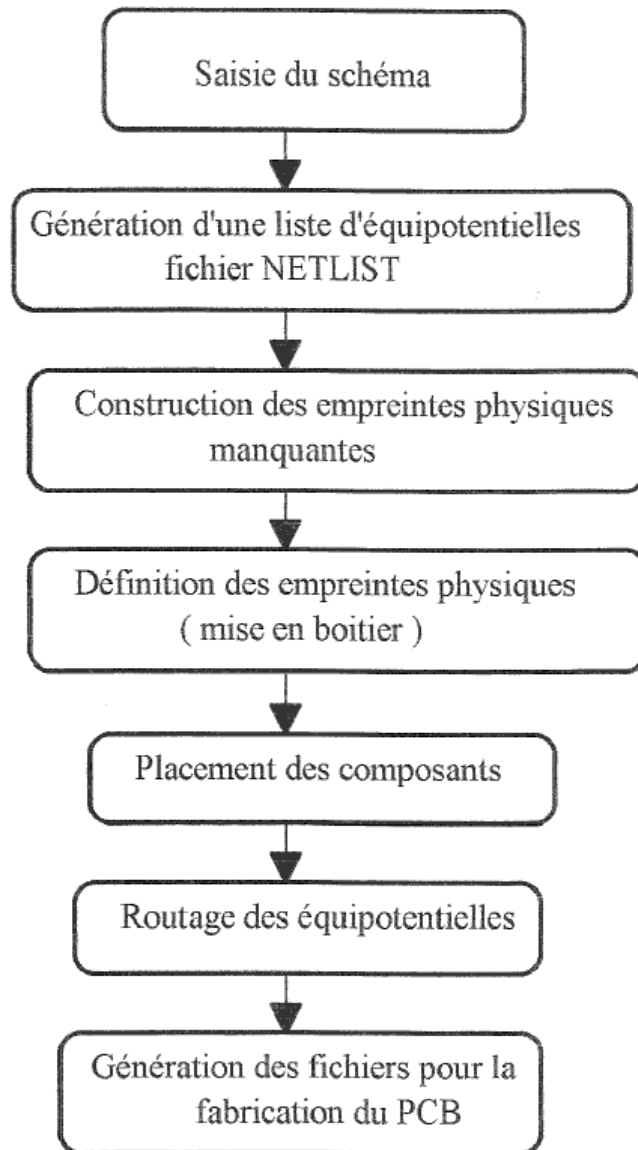 Saisie du schéma
Génération d'une liste d'équipotentielles
fichier NETLIST
Construction des empreintes physiques
manquantes
Définition des empreintes physiques
( mise en boitier )
Placement des composants
Routage des équipotentielles
Génération des fichiers pour la
fabrication du PCB